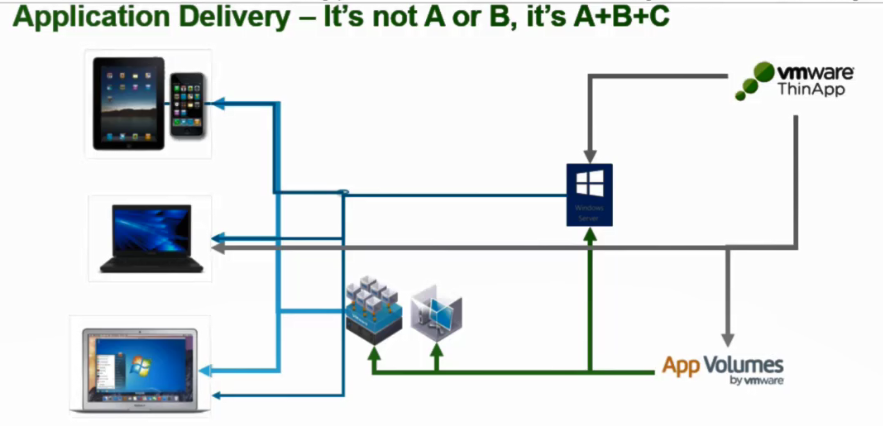 Application Delivery – It's not A or B, it's A+B+C
vmware
ThinApp
Windows
Server
App Volumes
by vmware